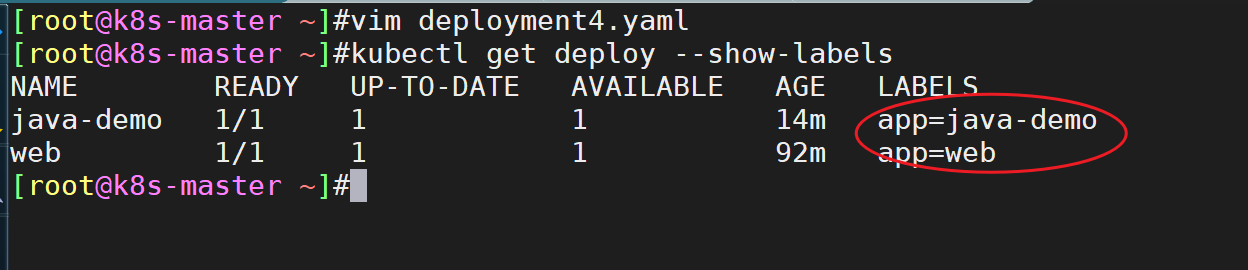 [root@k8s-master ~]#vim deployment4.yaml
[root@k8s-master ~]#kubectl get deploy --show-labels
NAME READY UP-TO-DATE AVAILABLE AGE LABELS
java-demo 1/1 1 1 14m app=java-demo
web 1/1 1 1 92m app=web
[root@k8s-master ~]#